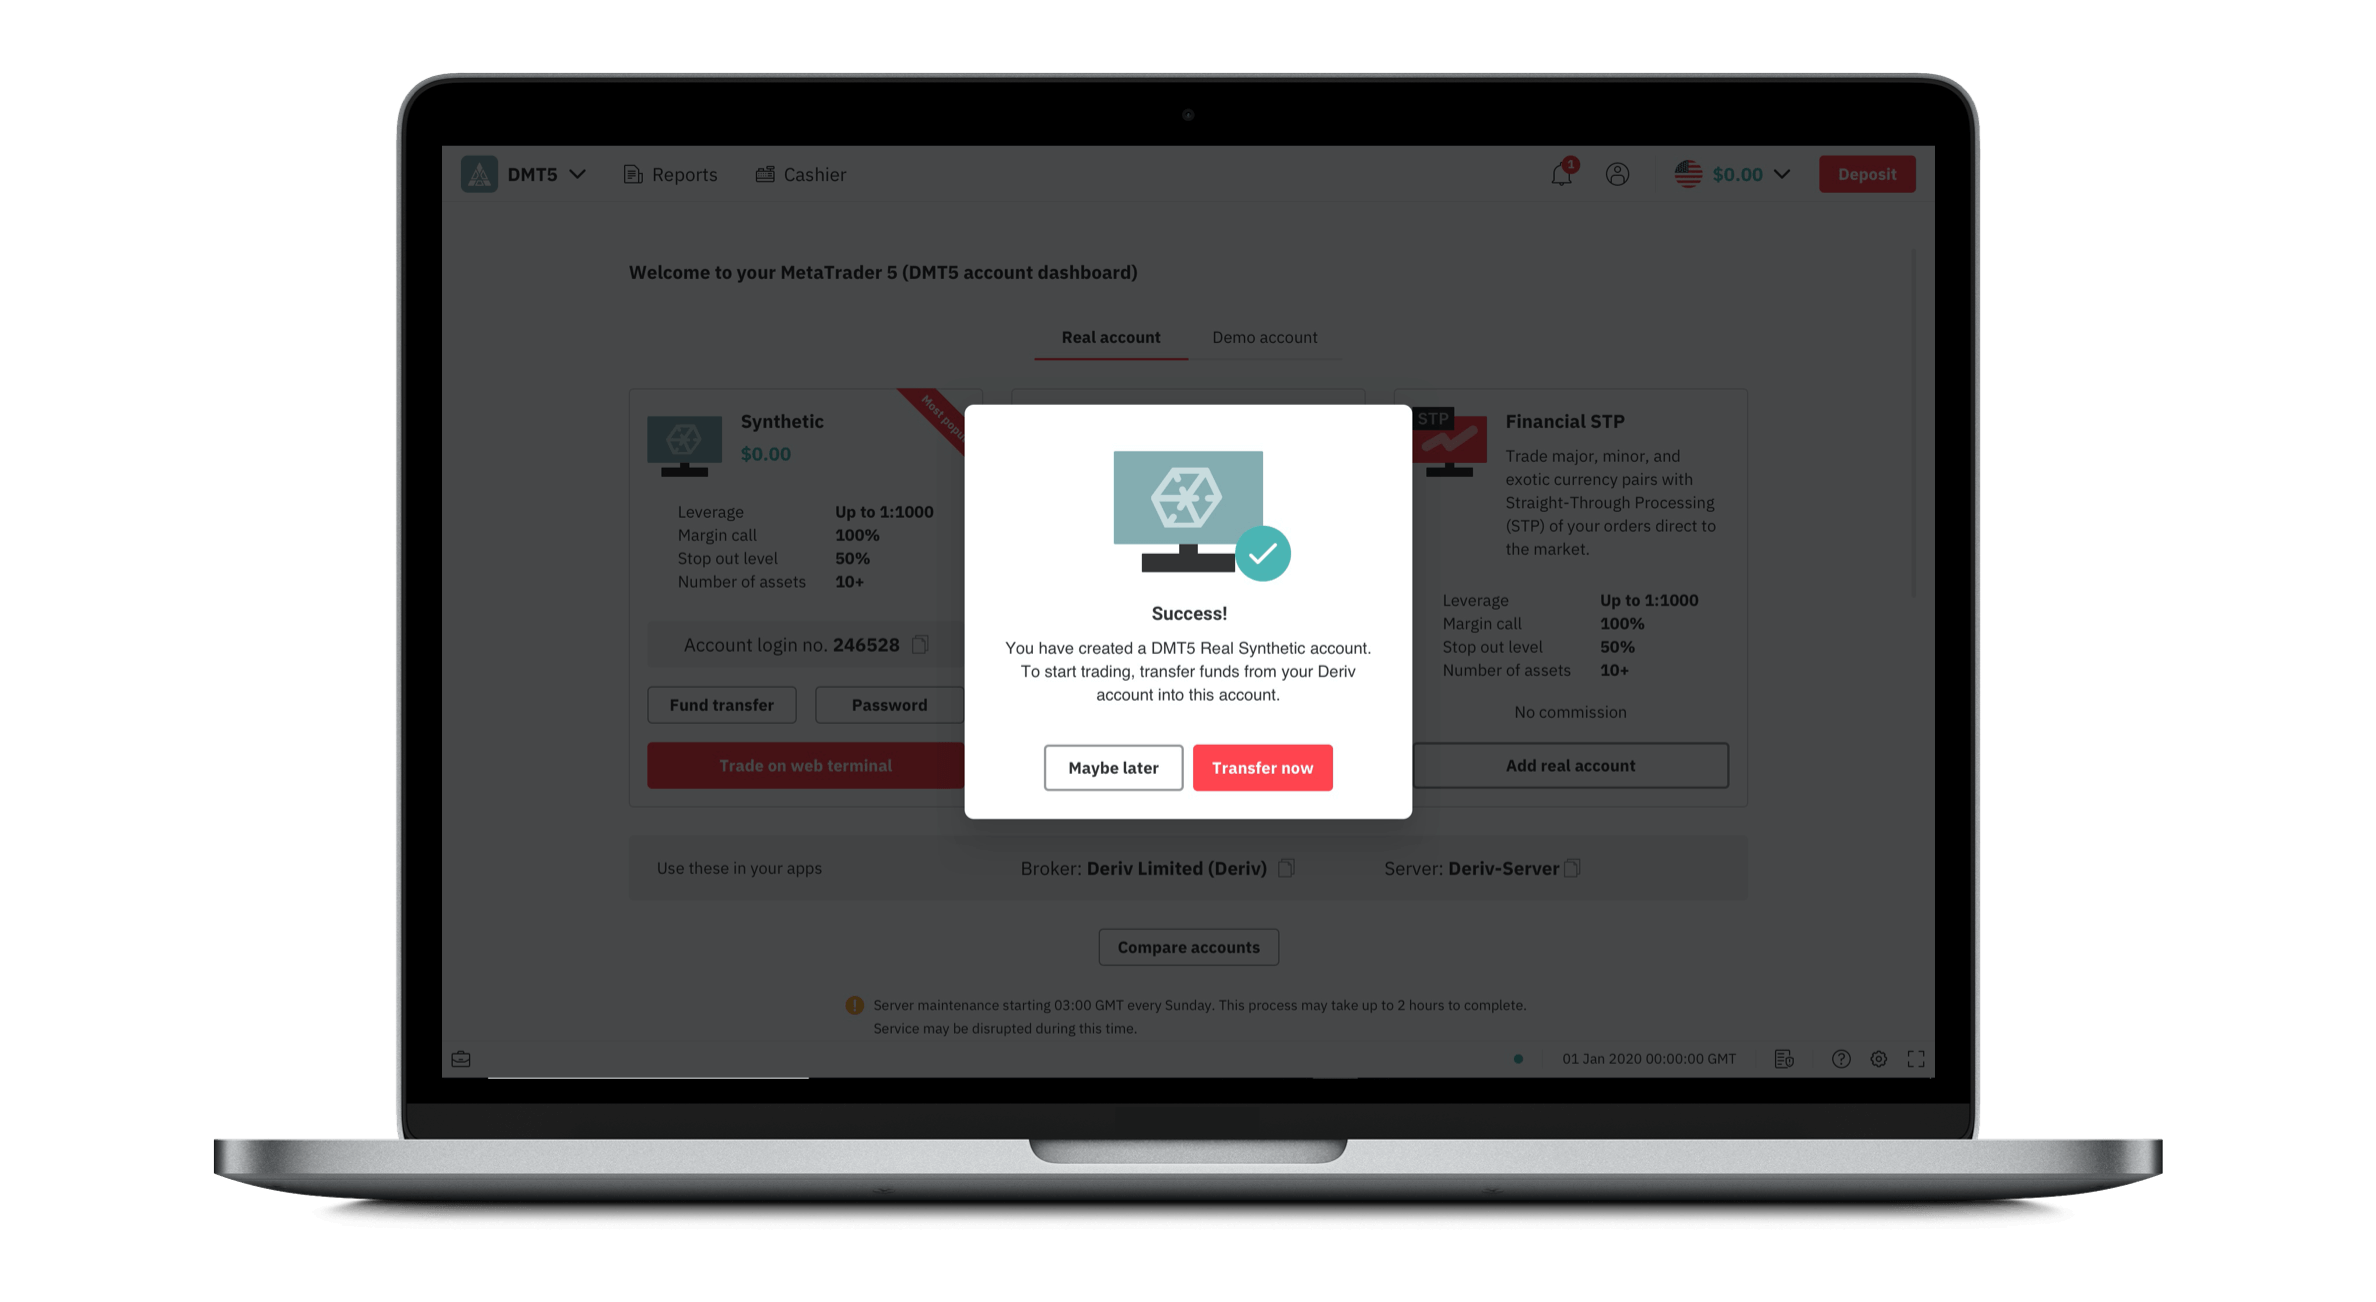 DMT5
Reports
Cashier
1
$0.00
Deposit
Welcome to your MetaTrader 5 (DMT5 account dashboard)
Real account
Demo account
Synthetic
$0.00
Most
Leverage Up to 1:1000
Margin call 100%
Stop out level 50%
Number of assets 10+
Account login no. 246528
Fund transfer
Password
Trade on web terminal
Success!
You have created a DMT5 Real Synthetic account.
To start trading, transfer funds from your Deriv
account into this account.
Maybe later
Transfer now
STP
Financial STP
Trade major, minor, and
exotic currency pairs with
Straight-Through Processing
(STP) of your orders direct to
the market.
Leverage Up to 1:1000
Margin call 100%
Stop out level 50%
Number of assets 10+
No commission
Add real account
Use these in your apps
Broker: Deriv Limited (Deriv)
Server: Deriv-Server
Compare accounts
Server maintenance starting 03:00 GMT every Sunday. This process may take up to 2 hours to complete.
Service may be disrupted during this time.
01 Jan 2020 00:00:00 GMT